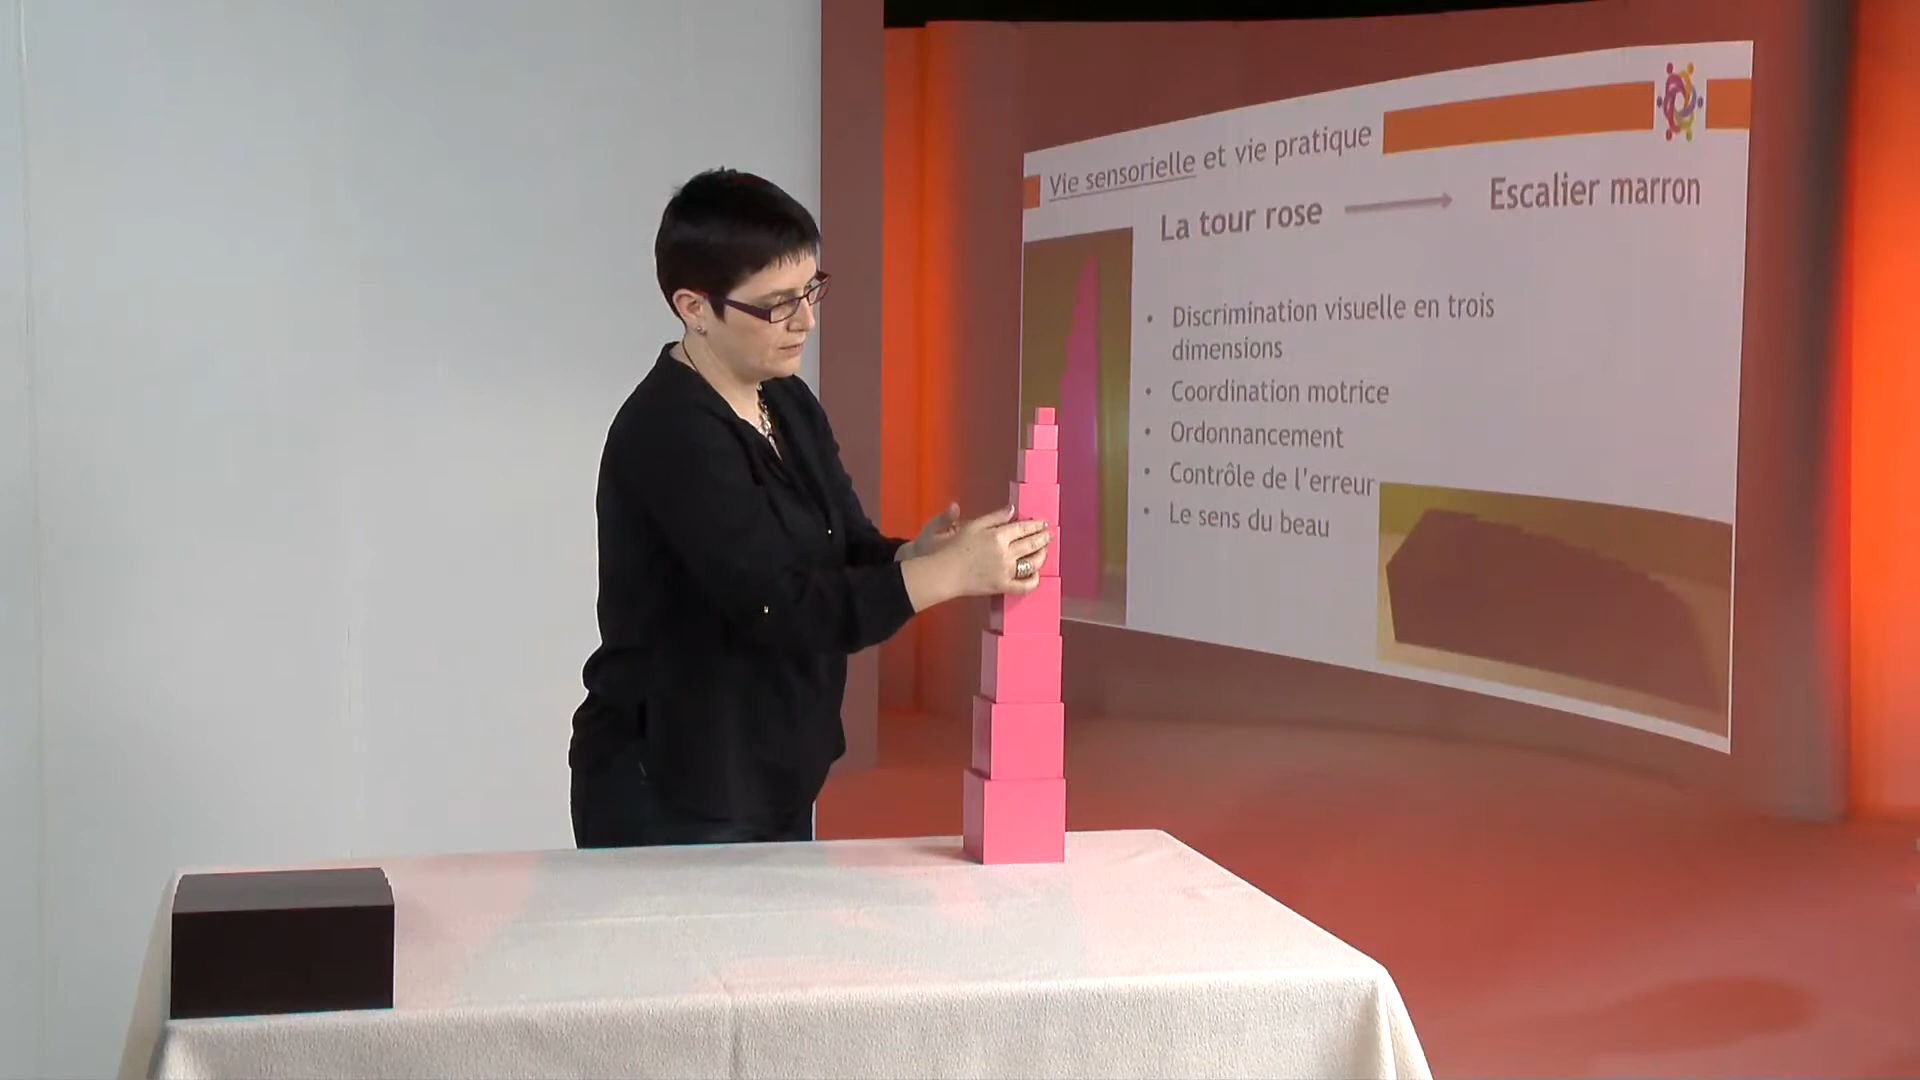 Vie sensorielle et vie pratique
La tour rose
Escalier marron
• Discrimination visuelle en trois
dimensions
• Coordination motrice
• Ordonnancement
• Contrôle de l'erreur
• Le sens du beau